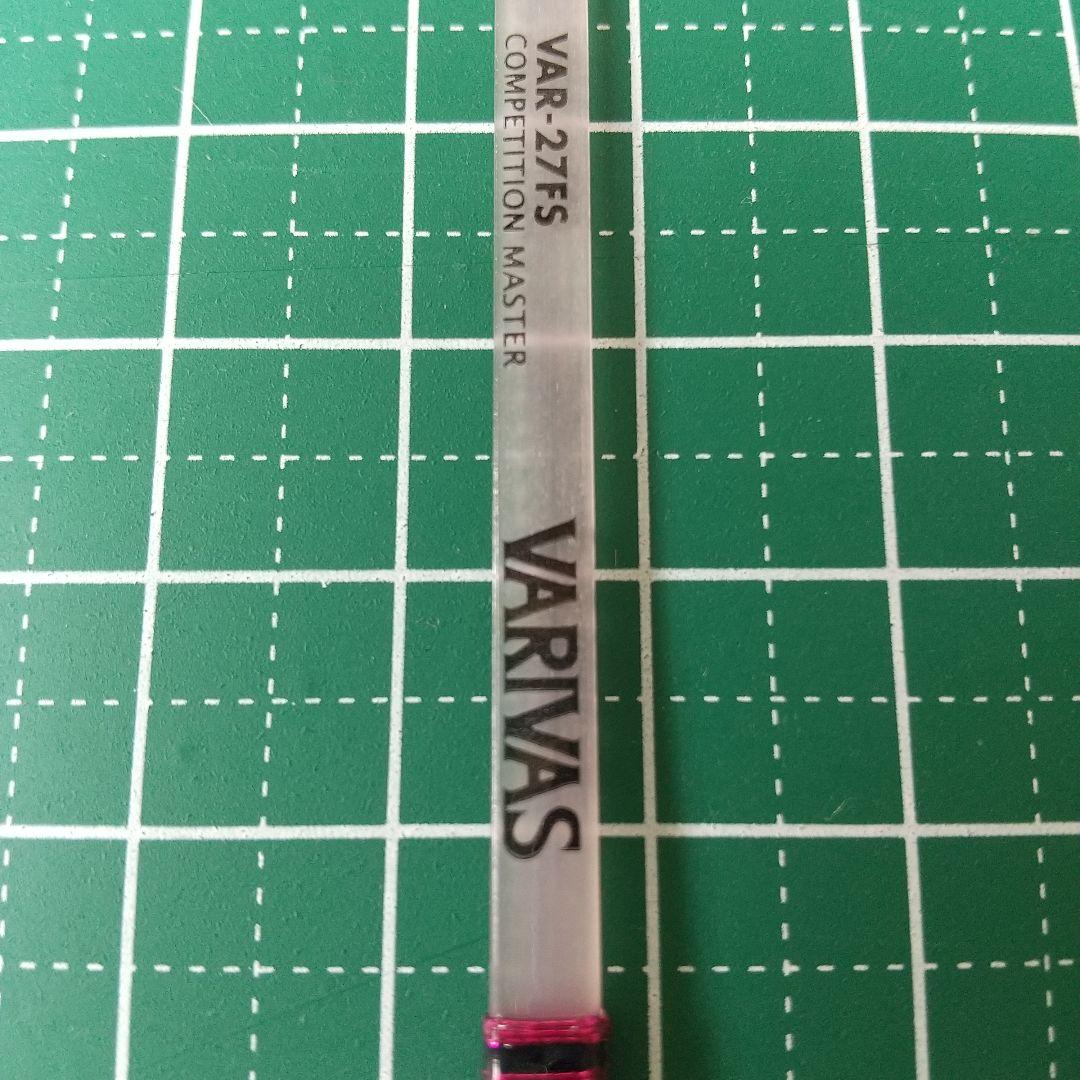 VAR-27FS
COMPETITION MASTER
VARIVAS